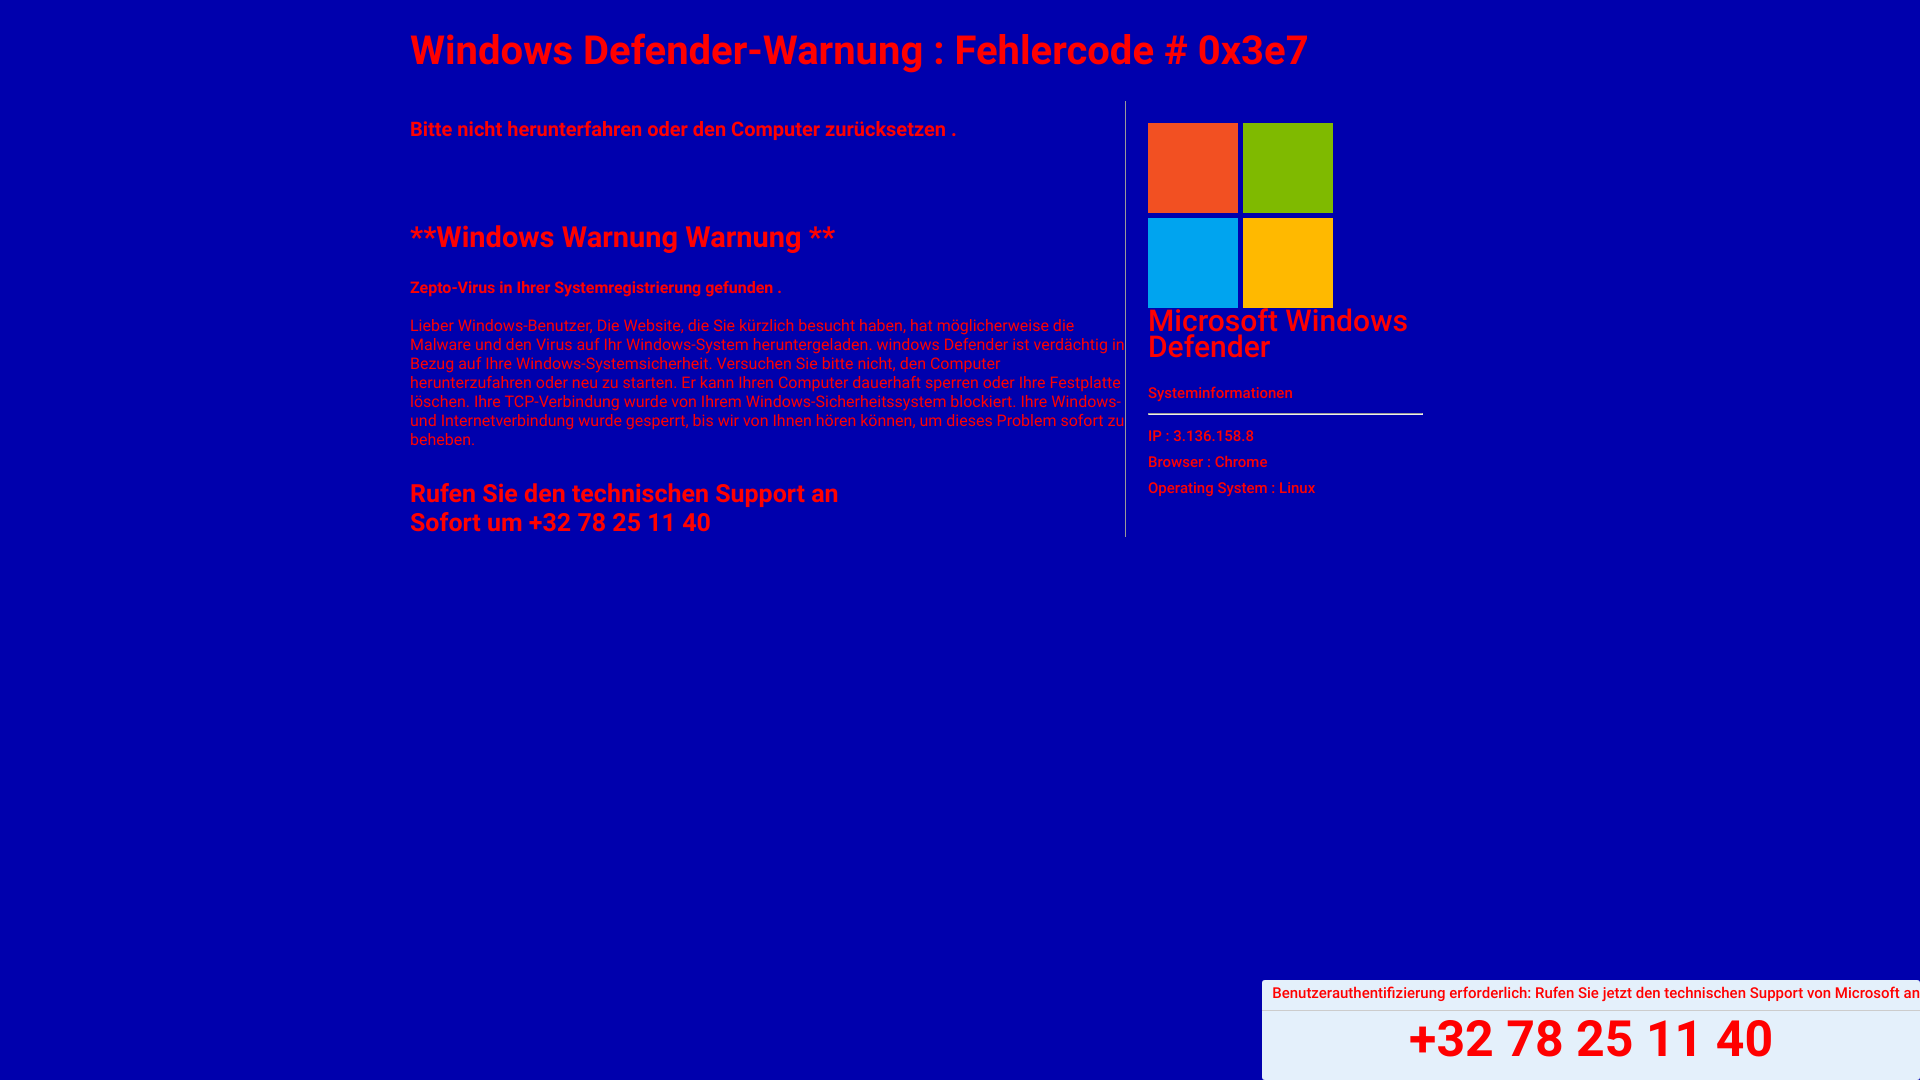 Windows Defender-Warnung : Fehlercode # 0x3e7
Bitte nicht herunterfahren oder den Computer zurücksetzen .
**Windows Warnung Warnung **
Zepto-Virus in Ihrer Systemregistrierung gefunden .
Lieber Windows-Benutzer, Die Website, die Sie kürzlich besucht haben, hat möglicherweise die
Malware und den Virus auf Ihr Windows-System heruntergeladen. windows Defender ist verdächtig in
Bezug auf Ihre Windows-Systemsicherheit. Versuchen Sie bitte nicht, den Computer
herunterzufahren oder neu zu starten. Er kann Ihren Computer dauerhaft sperren oder Ihre Festplatte
löschen. Ihre TCP-Verbindung wurde von Ihrem Windows-Sicherheitssystem blockiert. Ihre Windows-
und Internetverbindung wurde gesperrt, bis wir von Ihnen hören können, um dieses Problem sofort zu
beheben.
Rufen Sie den technischen Support an
Sofort um +32 78 25 11 40
Microsoft Windows
Defender
Systeminformationen
IP : 3.136.158.8
Browser : Chrome
Operating System : Linux
Benutzerauthentifizierung erforderlich: Rufen Sie jetzt den technischen Support von Microsoft an
+32 78 25 11 40